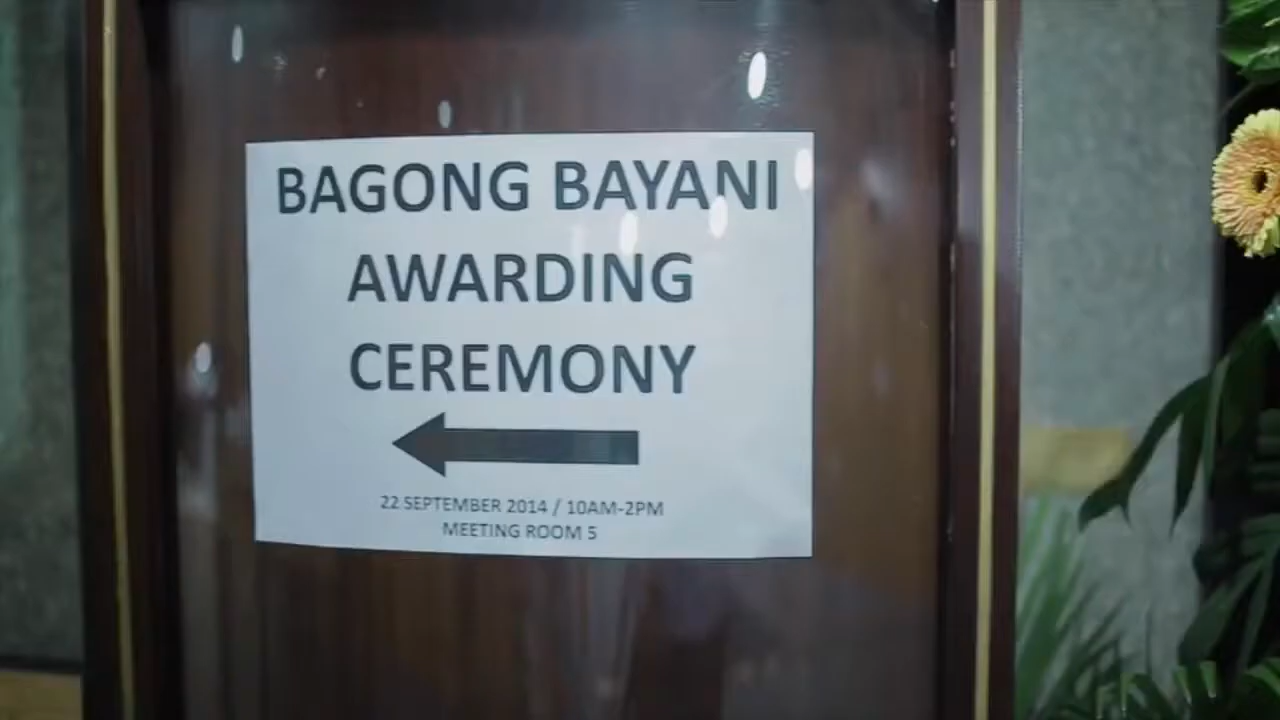 BAGONG BAYANI
AWARDING
CEREMONY
22 SEPTEMBER 2014 / 10AM-2PM
MEETING ROOM 5